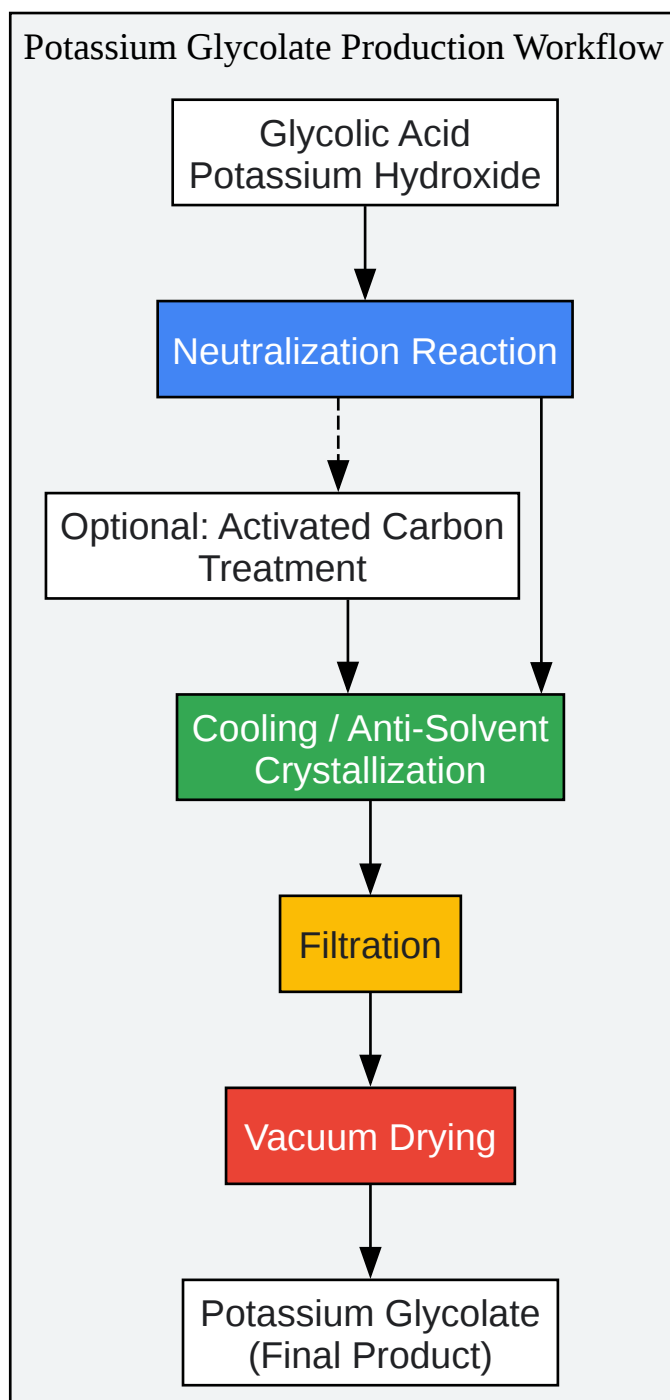 Potassium Glycolate Production Workflow
Glycolic Acid
Potassium Hydroxide
Neutralization Reaction
Optional: Activated Carbon
Treatment
Cooling / Anti-Solvent
Crystallization
Filtration
Vacuum Drying
Potassium Glycolate
(Final Product)